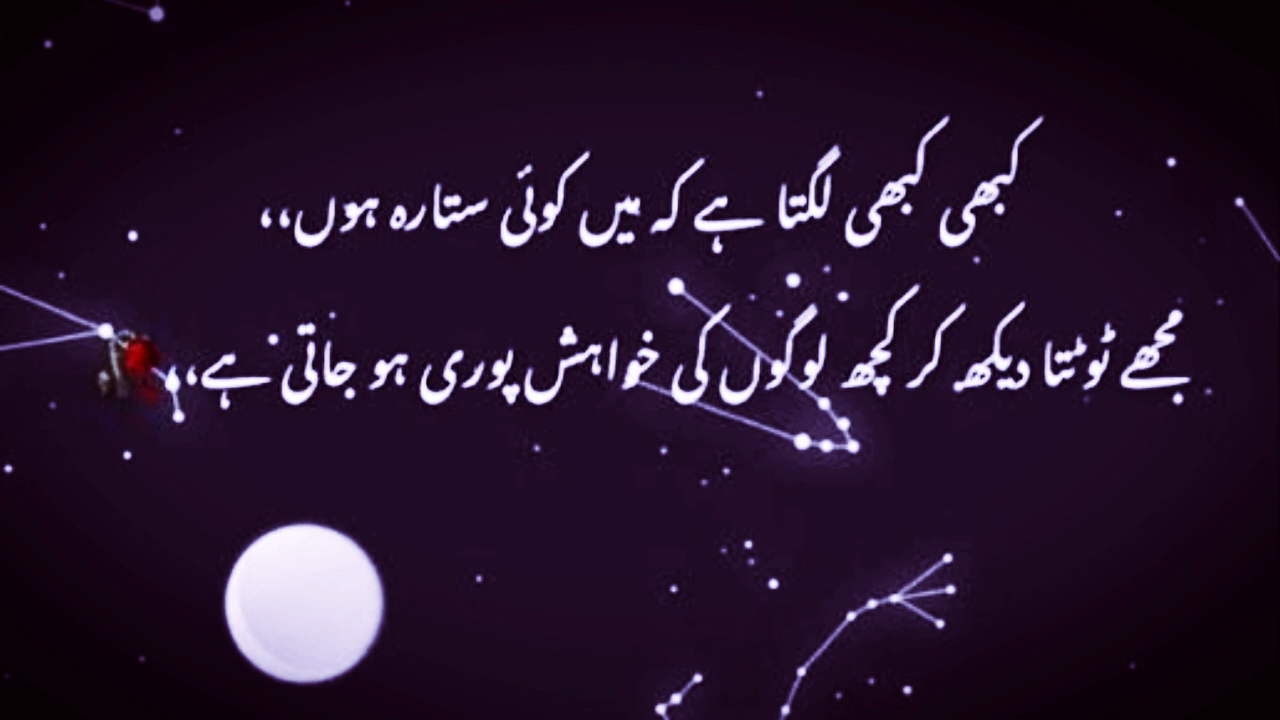 کبھی کبھی لگتا ہے کہ میں کوئی ستارہ ہوں،،
مجھے ٹوٹتا دیکھ کر کچھ لوگوں کی خواہش پوری ہو جاتی ہے،،